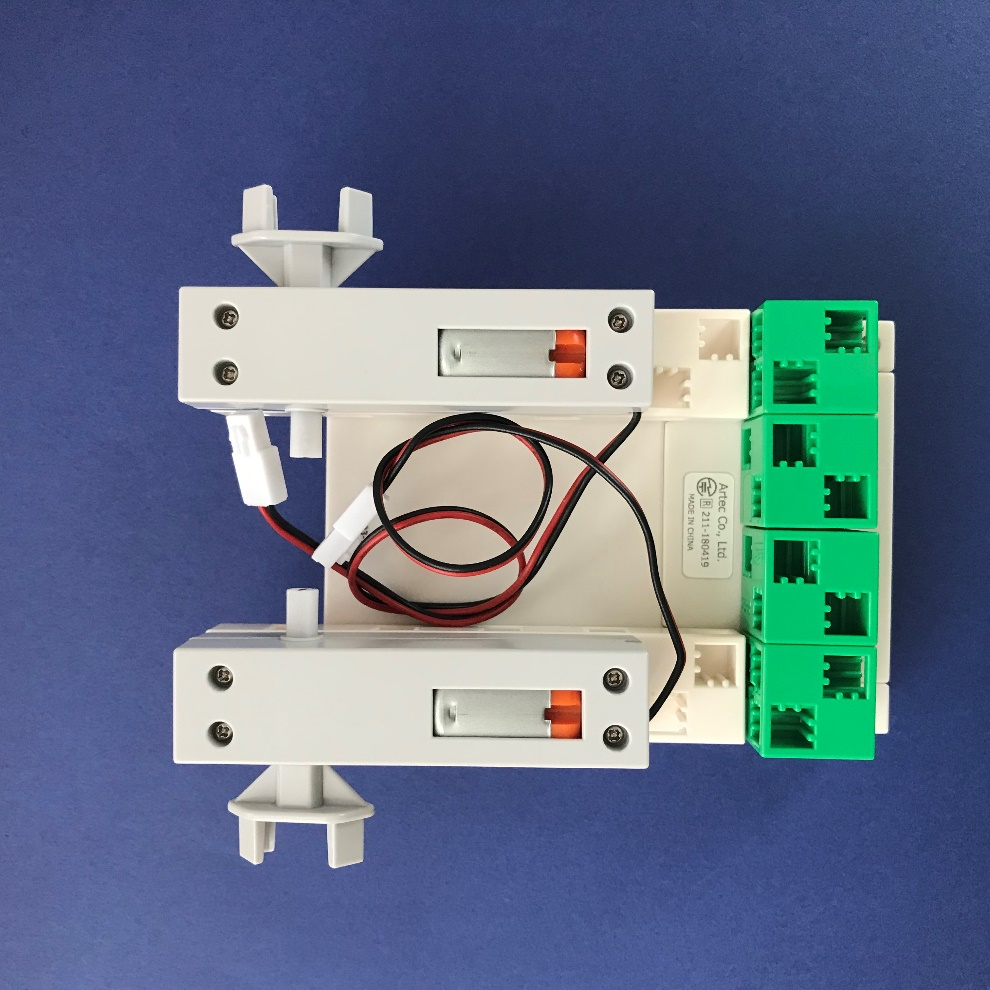 Artec Co., Ltd.
R 211-180419
MADE IN CHINA